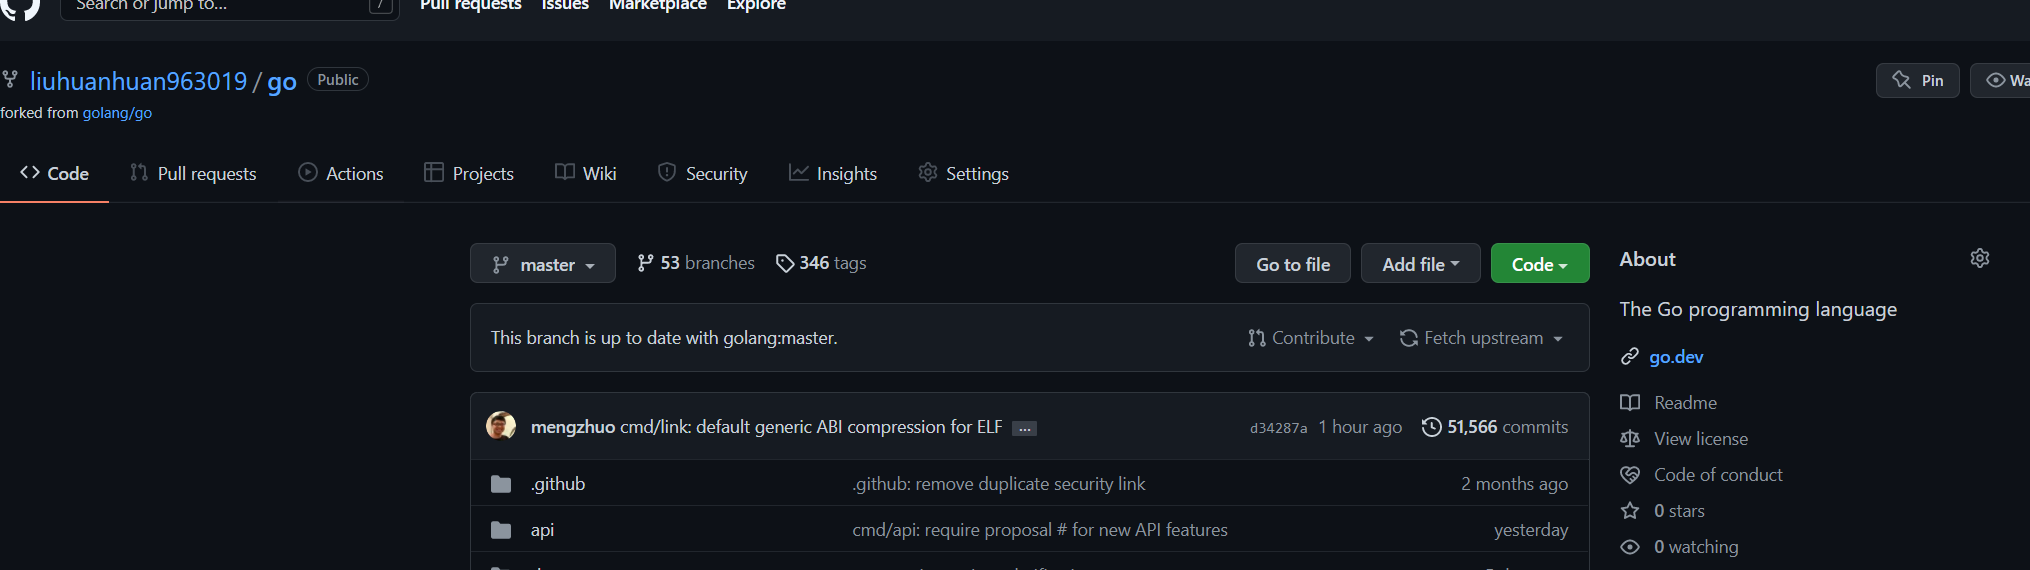 Search or jump to... /
Pull requests Issues Marketplace Explore
liuhuanhuan963019 / go Public
Pin
forked from golang/go
Code Pull requests Actions Projects Wiki Security Insights Settings
master 53 branches 346 tags Go to file Add file Code
This branch is up to date with golang:master. Contribute Fetch upstream
mengzhuo cmd/link: default generic ABI compression for ELF ... d34287a 1 hour ago 51,566 commits
.github .github: remove duplicate security link 2 months ago
api cmd/api: require proposal # for new API features yesterday
About
The Go programming language
go.dev
Readme
View license
Code of conduct
0 stars
0 watching